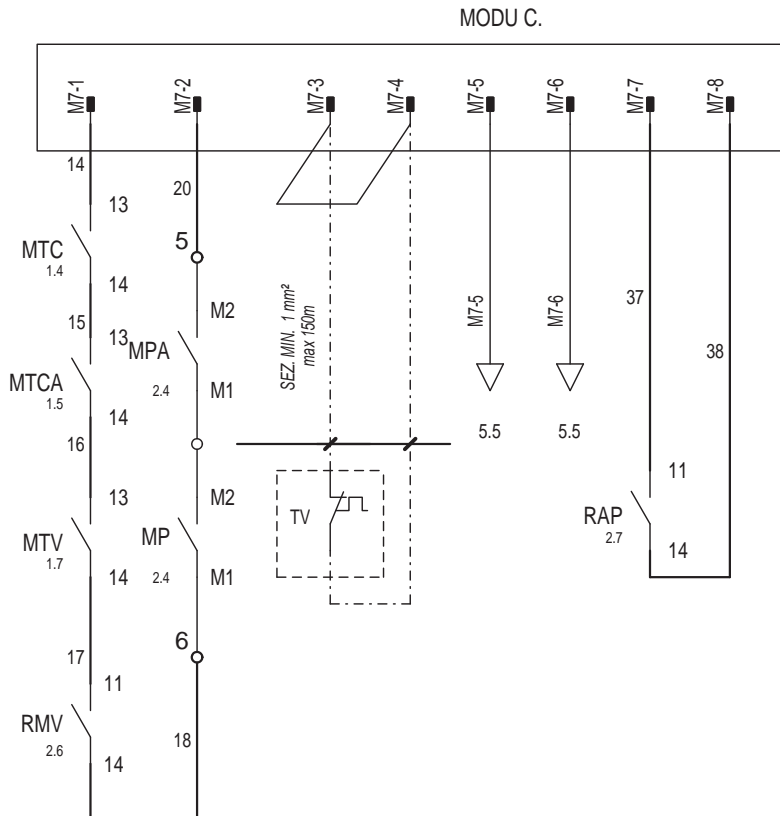 MODU C.
M7-1
M7-2
M7-3
M7-4
M7-5
M7-6
M7-7
M7-8
14
20
13
5
MTC
1.4
14
M2
15
13
MPA
2.4
M1
MTCA
1.5
14
16
SEZ. MIN. 1 mm²
max 150m
M7-5
M7-6
5.5
5.5
37
38
13
M2
MTV
1.7
14
MP
2.4
M1
TV
11
RAP
2.7
14
17
6
11
RMV
2.6
14
18